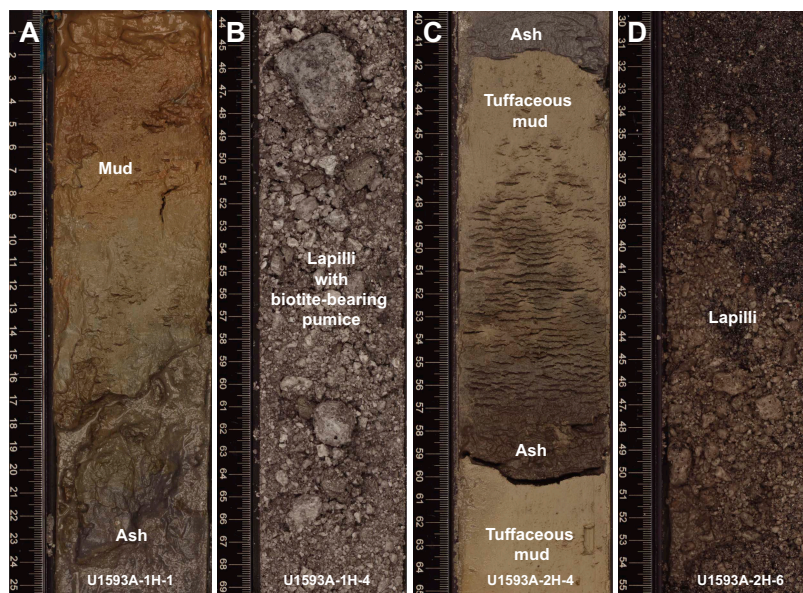 A
Mud
Ash
U1593A-1H-1
B
Lapilli
with
biotite-bearing
pumice
U1593A-1H-4
C
Ash
Tuffaceous
mud
Ash
Tuffaceous
mud
U1593A-2H-4
D
Lapilli
U1593A-2H-6